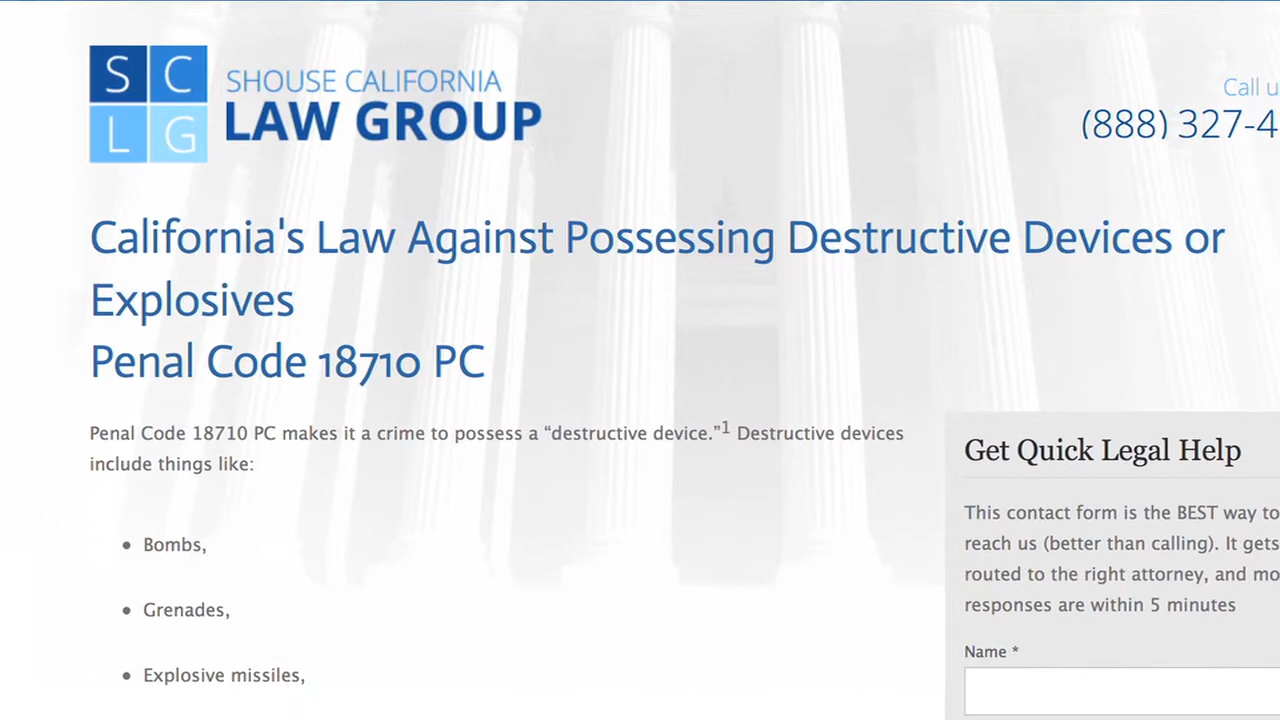 S C
L G
SHOUSE CALIFORNIA
LAW GROUP
Call u
(888) 327-4
California's Law Against Possessing Destructive Devices or
Explosives
Penal Code 18710 PC
Penal Code 18710 PC makes it a crime to possess a “destructive device.”1 Destructive devices
include things like:
• Bombs,
• Grenades,
• Explosive missiles,
Get Quick Legal Help
This contact form is the BEST way to
reach us (better than calling). It gets
routed to the right attorney, and mo
responses are within 5 minutes
Name *